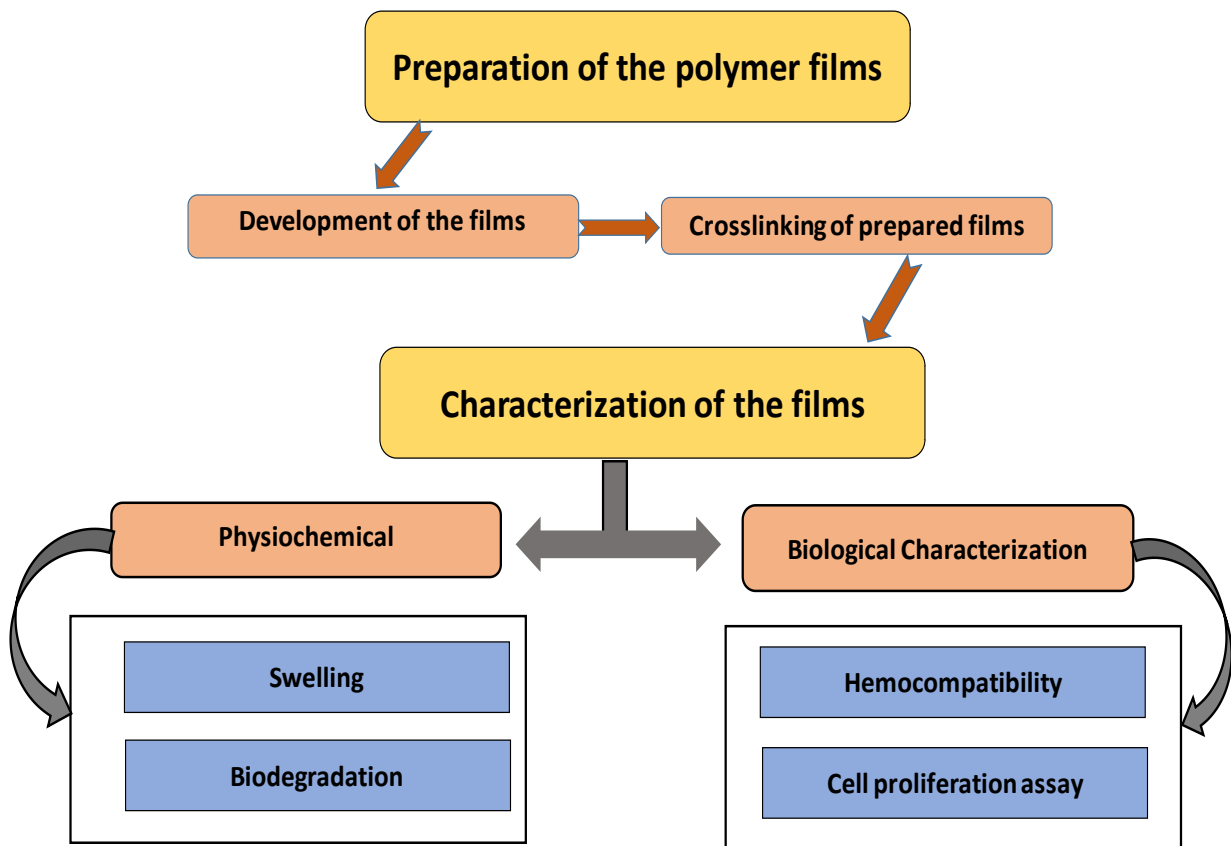 Preparation of the polymer films
Development of the films
Crosslinking of prepared films
Characterization of the films
Physiochemical
Biological Characterization
Swelling
Biodegradation
Hemocompatibility
Cell proliferation assay